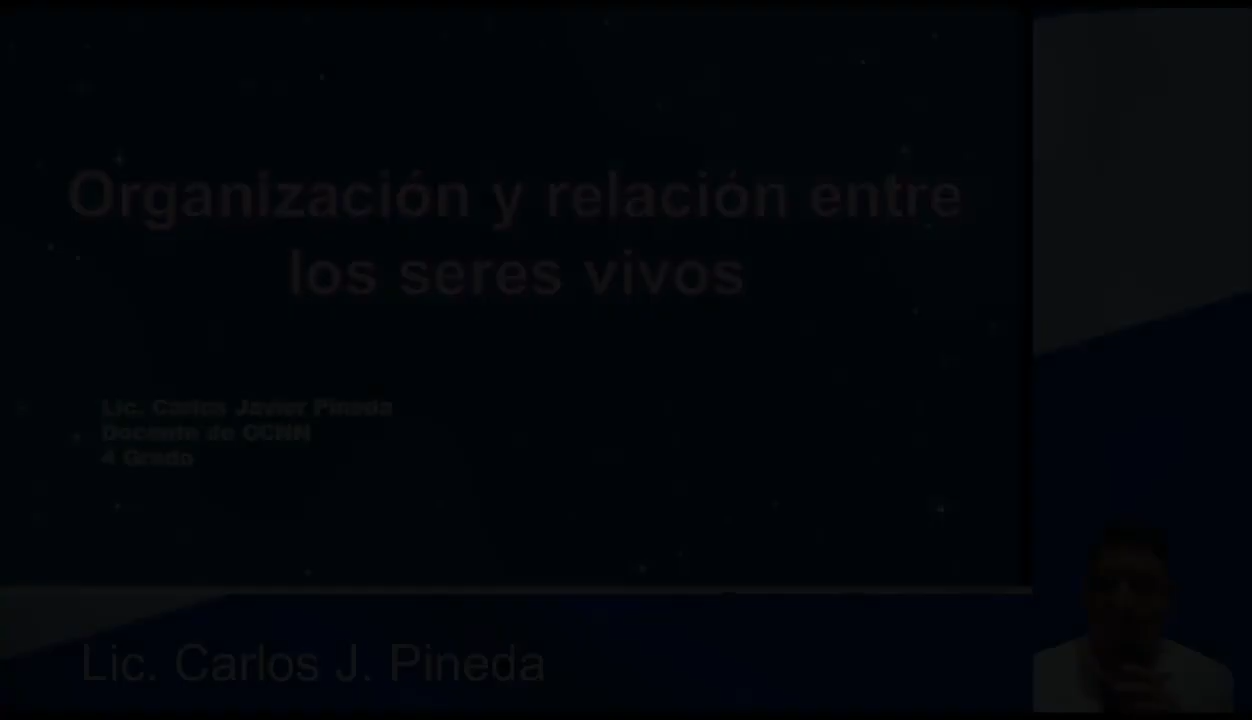 Organización y relación entre
los seres vivos
Lic. Carlos Javier Pineda
Docente de CCNN
4 Grado
Lic. Carlos J. Pineda